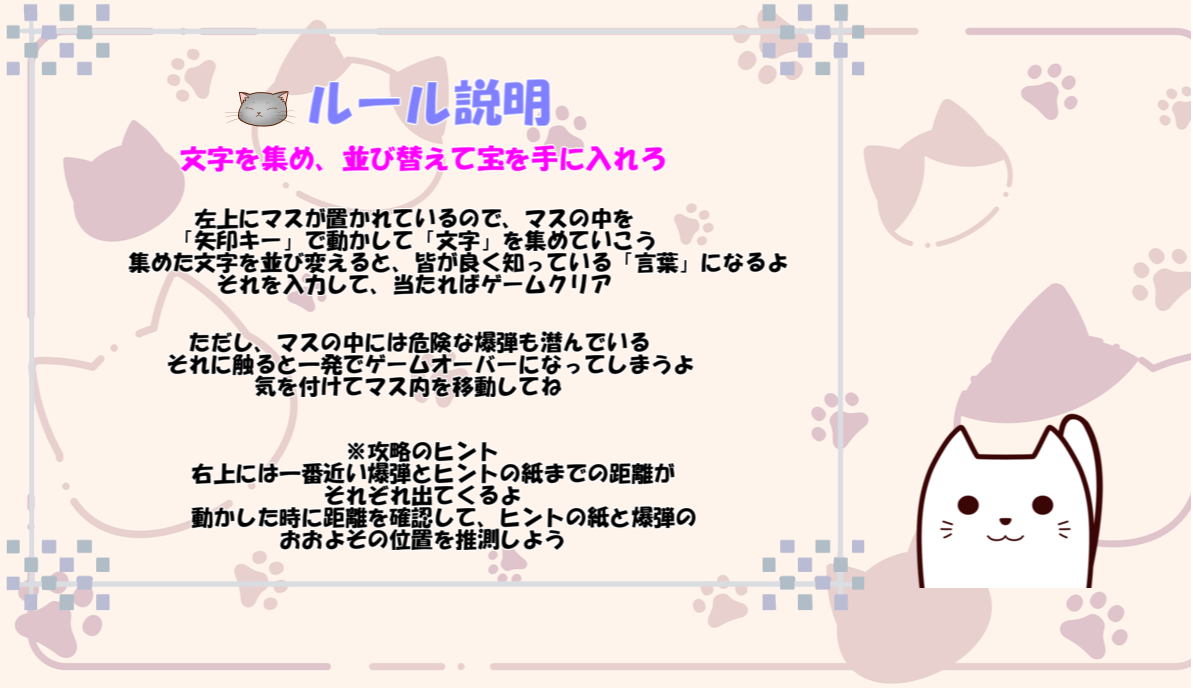 ルール説明
文字を集め、並び替えて宝を手に入れろ
左上にマスが置かれているので、マスの中を
「矢印キー」で動かして「文字」を集めていこう
集めた文字を並び変えると、皆が良く知っている「言葉」になるよ
それを入力して、当たればゲームクリア
ただし、マスの中には危険な爆弾も潜んでいる
それに触ると一発でゲームオーバーになってしまうよ
気を付けてマス内を移動してね
※攻略のヒント
右上には一番近い爆弾とヒントの紙までの距離が
それぞれ出てくるよ
動かした時に距離を確認して、ヒントの紙と爆弾の
おおよその位置を推測しよう